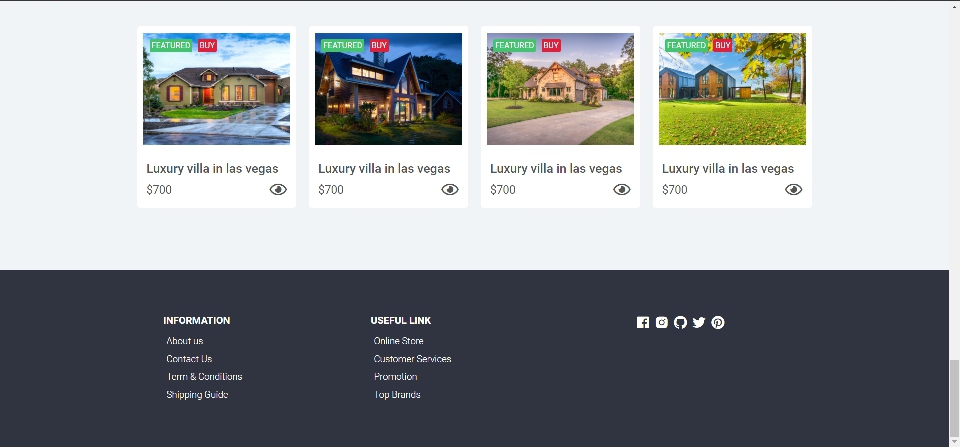 FEATURED BUY
FEATURED BUY
FEATURED BUY
FEATURED BUY
Luxury villa in las vegas
$700
Luxury villa in las vegas
$700
Luxury villa in las vegas
$700
Luxury villa in las vegas
$700
INFORMATION
About us
Contact Us
Term & Conditions
Shipping Guide
USEFUL LINK
Online Store
Customer Services
Promotion
Top Brands